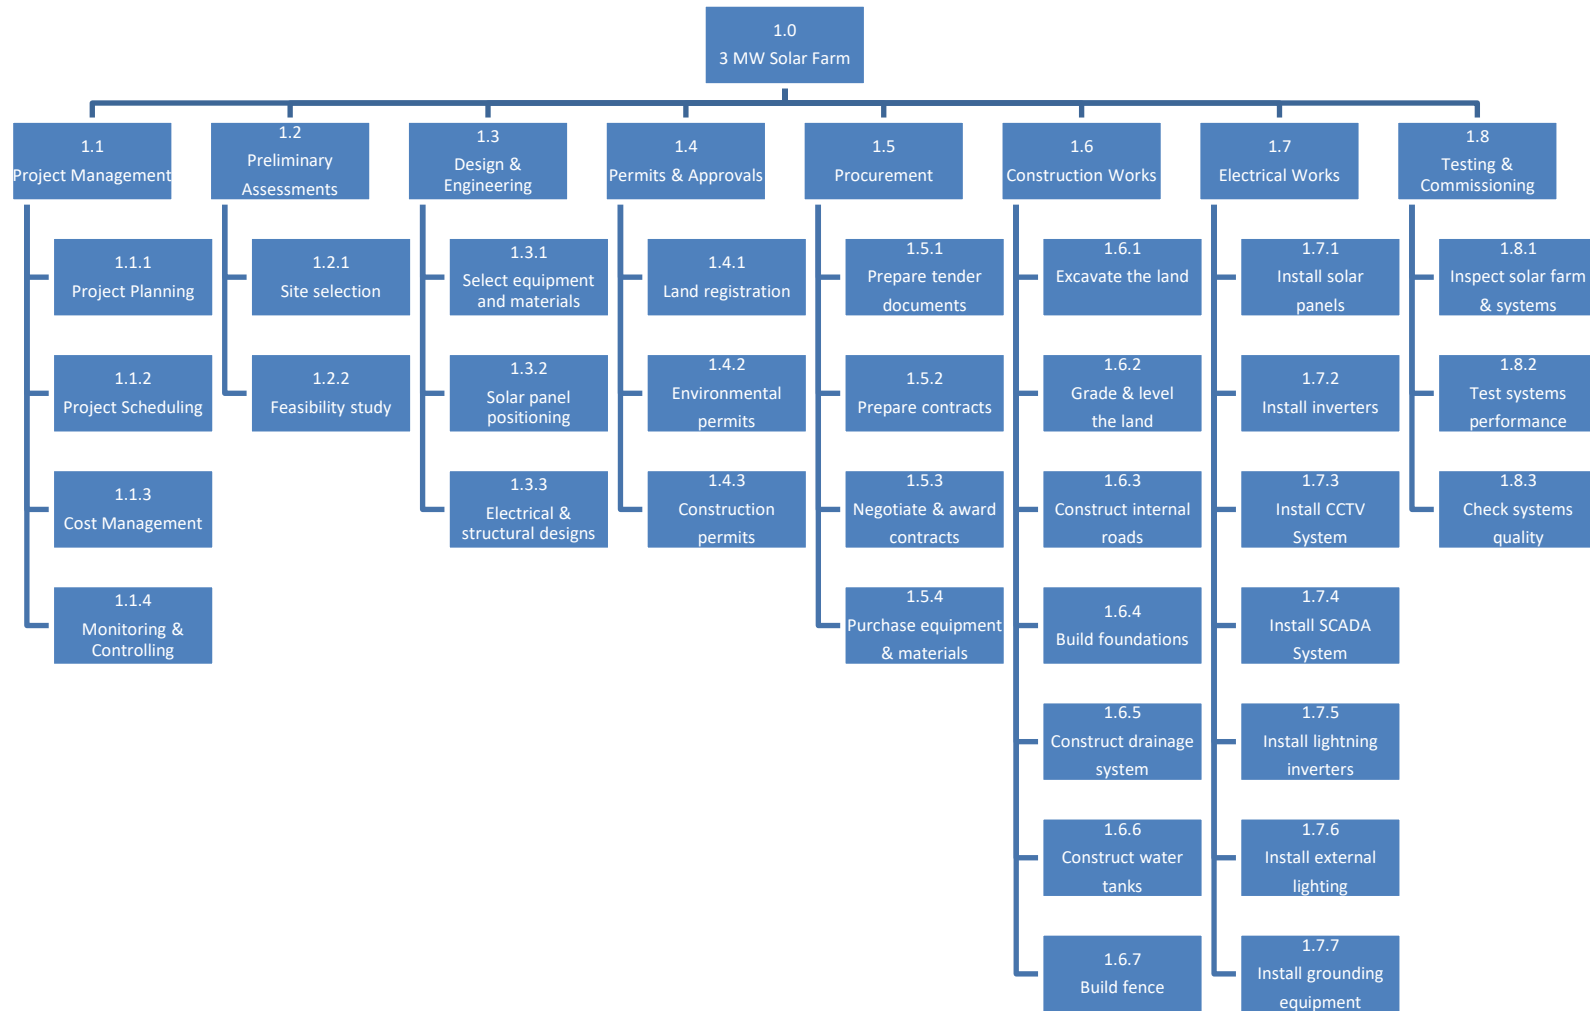 1.0
3 MW Solar Farm
1.1
Project Management
1.1.1
Project Planning
1.1.2
Project Scheduling
1.1.3
Cost Management
1.1.4
Monitoring &
Controlling
1.2
Preliminary
Assessments
1.2.1
Site selection
1.2.2
Feasibility study
1.3
Design &
Engineering
1.3.1
Select equipment
and materials
1.3.2
Solar panel
positioning
1.3.3
Electrical &
structural designs
1.4
Permits & Approvals
1.4.1
Land registration
1.4.2
Environmental
permits
1.4.3
Construction
permits
1.5
Procurement
1.5.1
Prepare tender
documents
1.5.2
Prepare contracts
1.5.3
Negotiate & award
contracts
1.5.4
Purchase equipment
& materials
1.6
Construction Works
1.6.1
Excavate the land
1.6.2
Grade & level
the land
1.6.3
Construct internal
roads
1.6.4
Build foundations
1.6.5
Construct drainage
system
1.6.6
Construct water
tanks
1.6.7
Build fence
1.7
Electrical Works
1.7.1
Install solar
panels
1.7.2
Install inverters
1.7.3
Install CCTV
System
1.7.4
Install SCADA
System
1.7.5
Install lightning
inverters
1.7.6
Install external
lighting
1.7.7
Install grounding
equipment
1.8
Testing &
Commissioning
1.8.1
Inspect solar farm
& systems
1.8.2
Test systems
performance
1.8.3
Check systems
quality